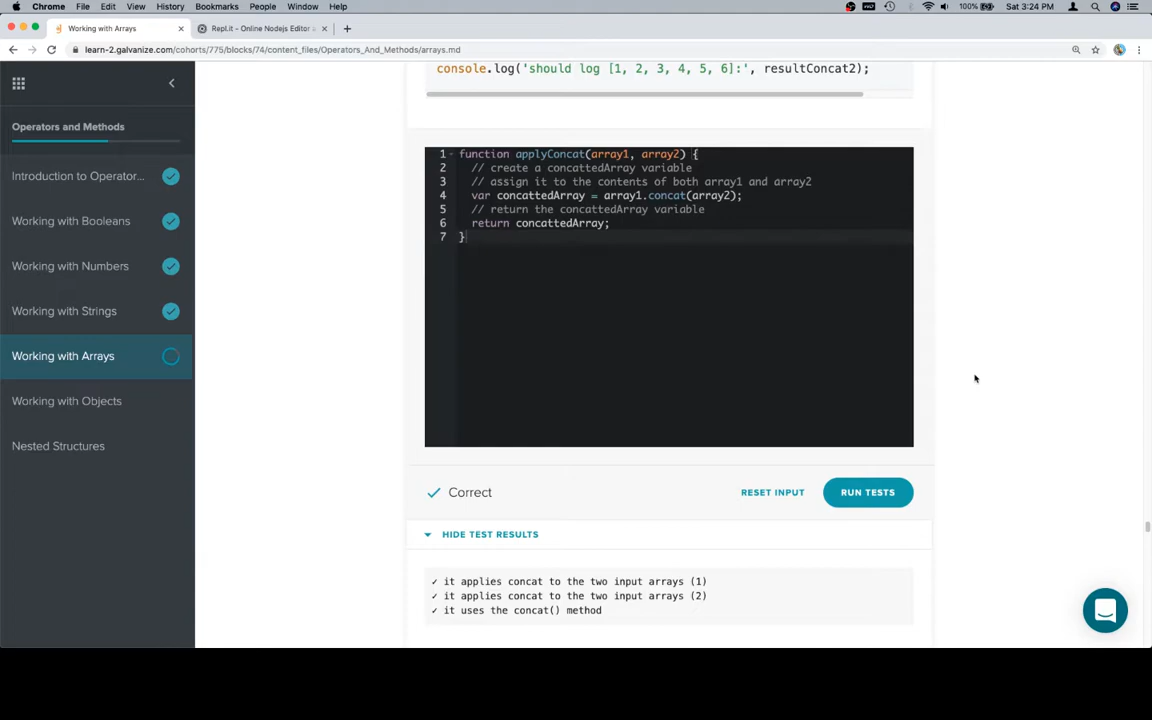 Chrome File Edit View History Bookmarks People Window Help 100% Sat 3:24 PM
Working with Arrays × Repl.it - Online Nodejs Editor × +
learn-2.galvanize.com/cohorts/775/blocks/74/content_files/Operators_And_Methods/arrays.md
Operators and Methods
Introduction to Operator...
Working with Booleans
Working with Numbers
Working with Strings
Working with Arrays
Working with Objects
Nested Structures
console.log('should log [1, 2, 3, 4, 5, 6]:', resultConcat2);
1 function applyConcat(array1, array2) {
2 // create a concattedArray variable
3 // assign it to the contents of both array1 and array2
4 var concattedArray = array1.concat(array2);
5 // return the concattedArray variable
6 return concattedArray;
7 }
✓ Correct RESET INPUT RUN TESTS
HIDE TEST RESULTS
✓ it applies concat to the two input arrays (1)
✓ it applies concat to the two input arrays (2)
✓ it uses the concat() method